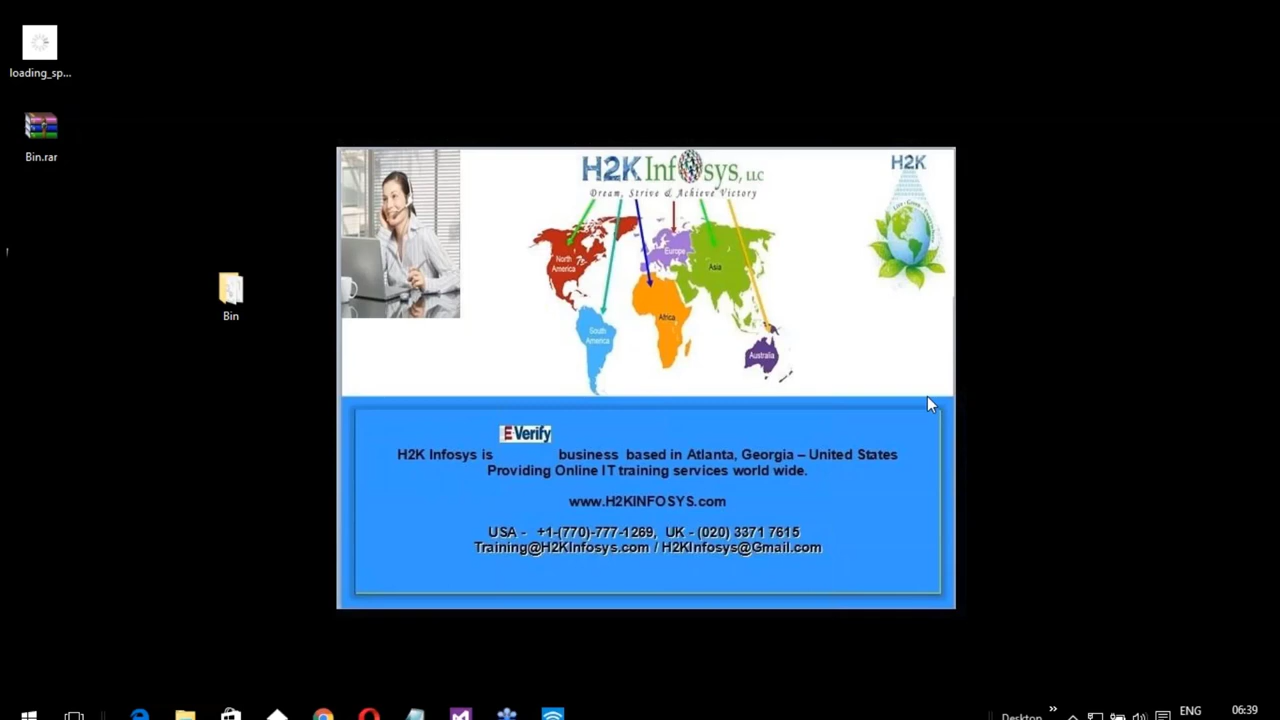 loading_sp...
Bin.rar
Bin
H2K Infosys, LLC
Dream, Strive & Achieve Victory
H2K
North America
Europe
Asia
Africa
South America
Australia
E-Verify
H2K Infosys is business based in Atlanta, Georgia – United States
Providing Online IT training services world wide.
www.H2KINFOSYS.com
USA - +1-(770)-777-1269, UK - (020) 3371 7615
Training@H2KInfosys.com / H2KInfosys@Gmail.com
Desktop
ENG
06:39